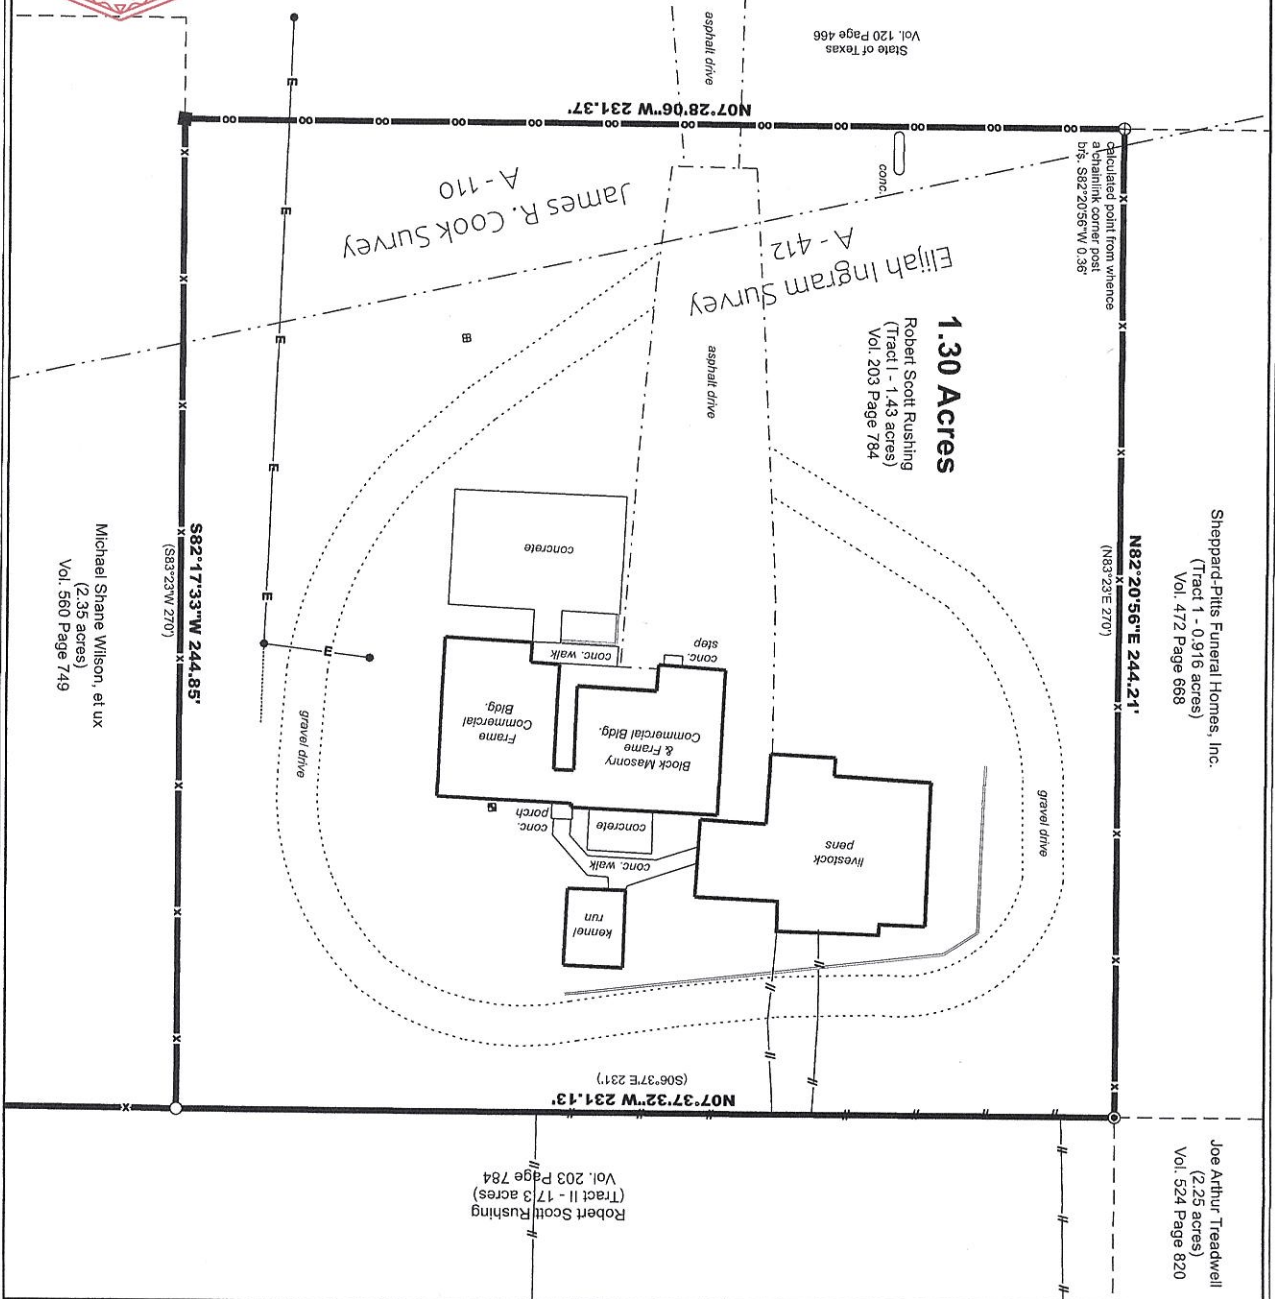 State of Texas
Vol. 120 Page 466
asphalt drive
N07°28'06"W 231.37'
calculated point from whence
a chainlink corner post
brs. S82°20'56"W 0.36'
conc.
James R. Cook Survey
A - 110
Elijah Ingram Survey
A - 412
1.30 Acres
Robert Scott Rushing
(Tract I - 1.43 acres)
Vol. 203 Page 784
asphalt drive
Sheppard-Pitts Funeral Homes, Inc.
(Tract 1 - 0.916 acres)
Vol. 472 Page 668
N82°20'56"E 244.21'
(N83°23'E 270')
S82°17'33"W 244.85'
(S83°23'W 270')
Michael Shane Wilson, et ux
(2.35 acres)
Vol. 560 Page 749
concrete
conc. walk
conc.
step
Frame
Commercial
Bldg.
Block Masonry
& Frame
Commercial Bldg.
gravel drive
gravel drive
livestock
pens
conc.
porch
concrete
conc. walk
kennel
run
(S06°37'E 231')
N07°37'32"W 231.13'
Robert Scott Rushing
(Tract II - 17.3 acres)
Vol. 203 Page 784
Joe Arthur Treadwell
(2.25 acres)
Vol. 524 Page 820
E
E
E
E
E
E
E